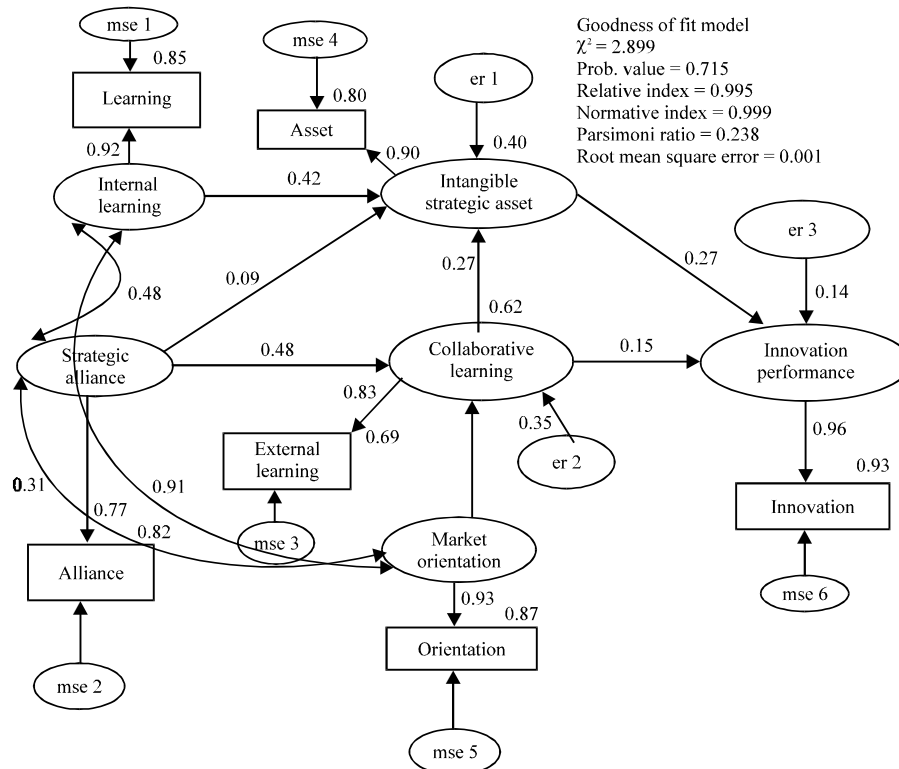 mse 1
0.85
Learning
0.92
Internal
learning
mse 4
0.80
Asset
0.90
er 1
0.40
Intangible
strategic asset
Goodness of fit model
χ² = 2.899
Prob. value = 0.715
Relative index = 0.995
Normative index = 0.999
Parsimoni ratio = 0.238
Root mean square error = 0.001
0.42
0.48
0.09
0.27
0.62
0.27
er 3
0.14
Strategic
alliance
0.48
Collaborative
learning
0.15
Innovation
performance
0.83
0.69
External
learning
0.35
er 2
0.96
0.93
Innovation
0.31
0.91
0.77
0.82
mse 3
Market
orientation
Alliance
0.93
0.87
Orientation
mse 6
mse 2
mse 5